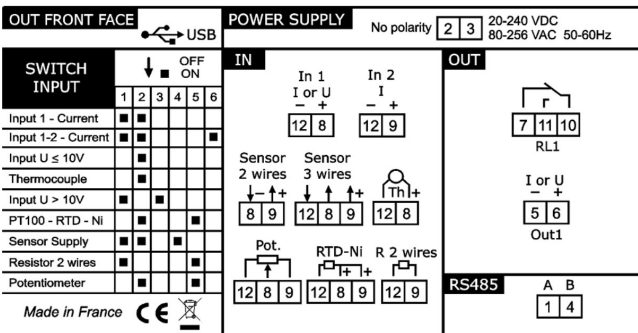 OUT FRONT FACE
USB
SWITCH INPUT
OFF
ON
1 2 3 4 5 6
Input 1 - Current
Input 1-2 - Current
Input U ≤ 10V
Thermocouple
Input U > 10V
PT100 - RTD - Ni
Sensor Supply
Resistor 2 wires
Potentiometer
Made in France CE
POWER SUPPLY
No polarity 2 3 20-240 VDC
80-256 VAC 50-60Hz
IN
In 1 In 2
I or U I
− + − +
12 8 12 9
Sensor Sensor
2 wires 3 wires
− + − + Th +
8 9 12 8 9 12 8
Pot. RTD-Ni R 2 wires
I+ +
12 8 9 12 8 9 12 9
OUT
r
7 11 10
RL1
I or U
− +
5 6
Out1
RS485
A B
1 4